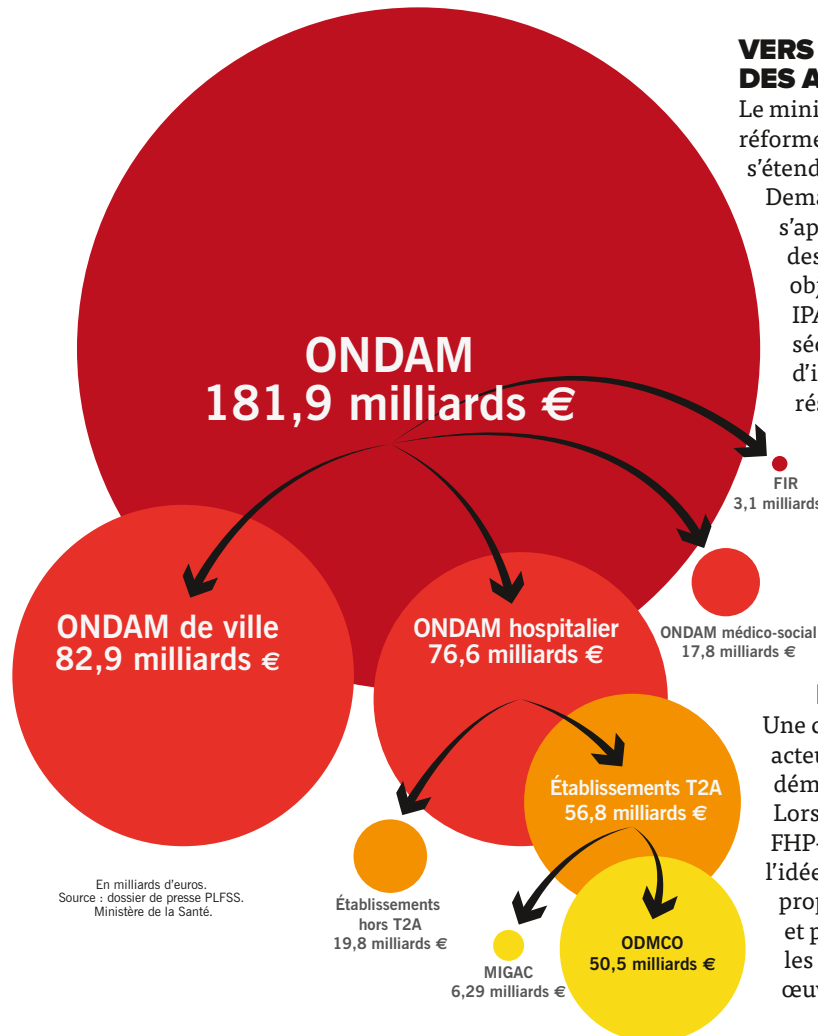 ONDAM
181,9 milliards €
FIR
3,1 milliards
ONDAM de ville
82,9 milliards €
ONDAM hospitalier
76,6 milliards €
ONDAM médico-social
17,8 milliards €
Établissements T2A
56,8 milliards €
Établissements
hors T2A
19,8 milliards €
MIGAC
6,29 milliards €
ODMCO
50,5 milliards €
En milliards d'euros.
Source : dossier de presse PLFSS.
Ministère de la Santé.
VERS
DES A
Le mini
réforme
s’étend
Dema
s’ap
des
obj
IPA
séc
d’i
rés
Une
acteu
dém
Lors
FHP-
l’idée
prop
et p
les
œuv